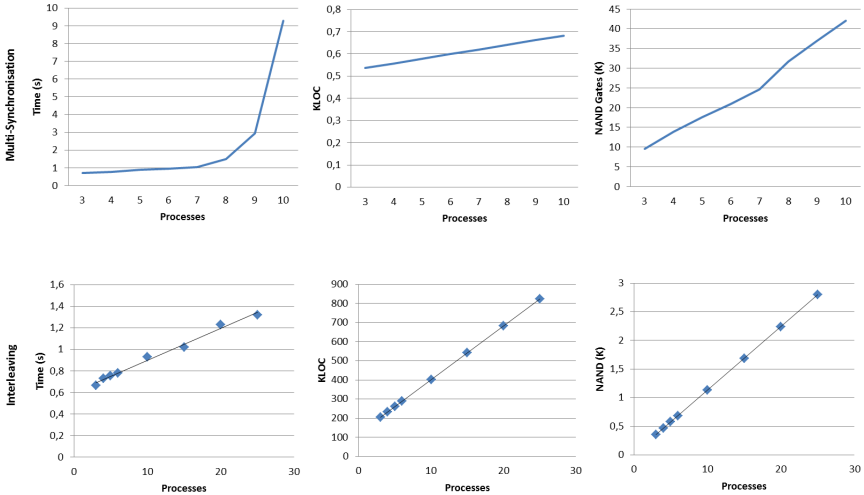 Multi-Synchronisation
Time (s)
10
9
8
7
6
5
4
3
2
1
0
3 4 5 6 7 8 9 10
Processes
KLOC
0,8
0,7
0,6
0,5
0,4
0,3
0,2
0,1
0
3 4 5 6 7 8 9 10
Processes
NAND Gates (K)
45
40
35
30
25
20
15
10
5
0
3 4 5 6 7 8 9 10
Processes
Interleaving
Time (s)
1,6
1,4
1,2
1
0,8
0,6
0,4
0,2
0
0 10 20 30
Processes
KLOC
900
800
700
600
500
400
300
200
100
0
0 10 20 30
Processes
NAND (K)
3
2,5
2
1,5
1
0,5
0
0 10 20 30
Processes